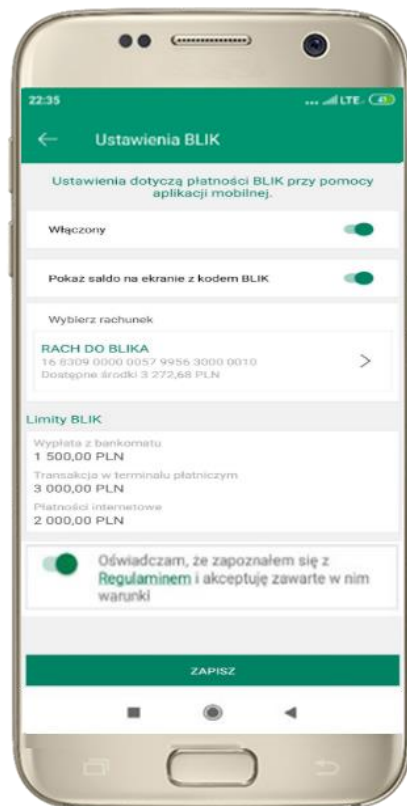 22:35 ... LTE 41
Ustawienia BLIK
Ustawienia dotyczą płatności BLIK przy pomocy
aplikacji mobilnej.
Włączony
Pokaż saldo na ekranie z kodem BLIK
Wybierz rachunek
RACH DO BLIKA
16 8309 0000 0057 9956 3000 0010
Dostępne środki 3 272,68 PLN
Limity BLIK
Wypłata z bankomatu
1 500,00 PLN
Transakcja w terminalu płatniczym
3 000,00 PLN
Płatności internetowe
2 000,00 PLN
Oświadczam, że zapoznałem się z
Regulaminem i akceptuję zawarte w nim
warunki
ZAPISZ